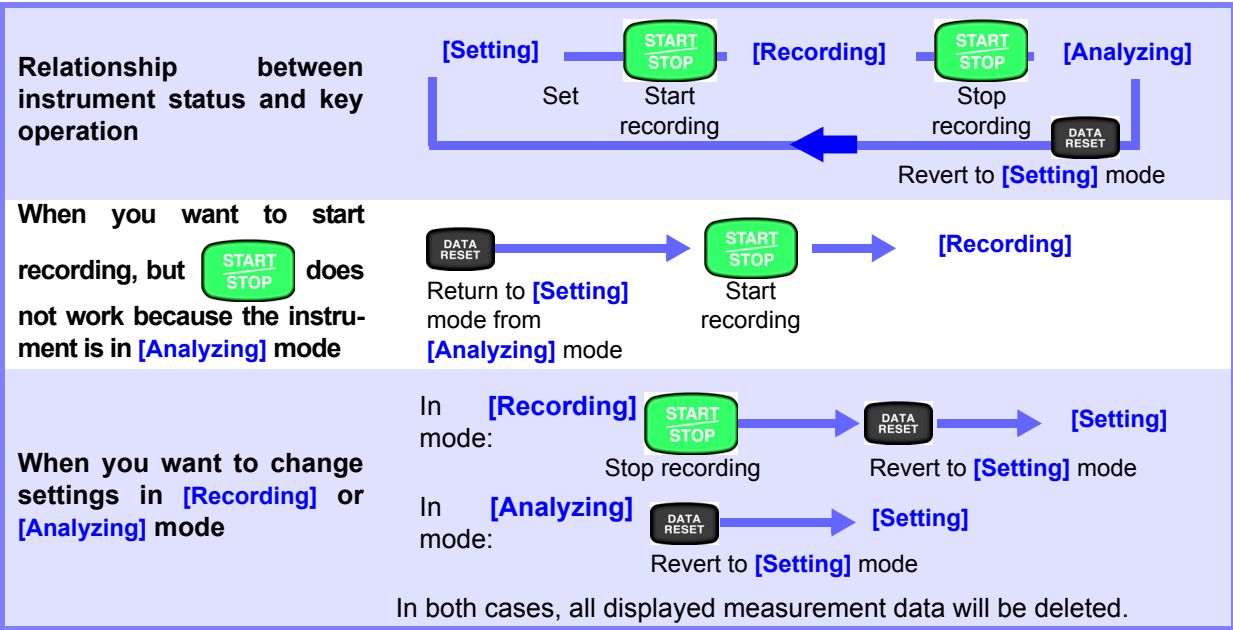 Relationship between
instrument status and key
operation
[Setting] START STOP [Recording] START STOP [Analyzing]
Set Start Stop
recording recording DATA
RESET
Revert to [Setting] mode
When you want to start
recording, but START STOP does
not work because the instru-
ment is in [Analyzing] mode
DATA RESET START STOP [Recording]
Return to [Setting] Start
mode from recording
[Analyzing] mode
When you want to change
settings in [Recording] or
[Analyzing] mode
In [Recording] START STOP DATA RESET [Setting]
mode:
Stop recording Revert to [Setting] mode
In [Analyzing] DATA RESET [Setting]
mode:
Revert to [Setting] mode
In both cases, all displayed measurement data will be deleted.